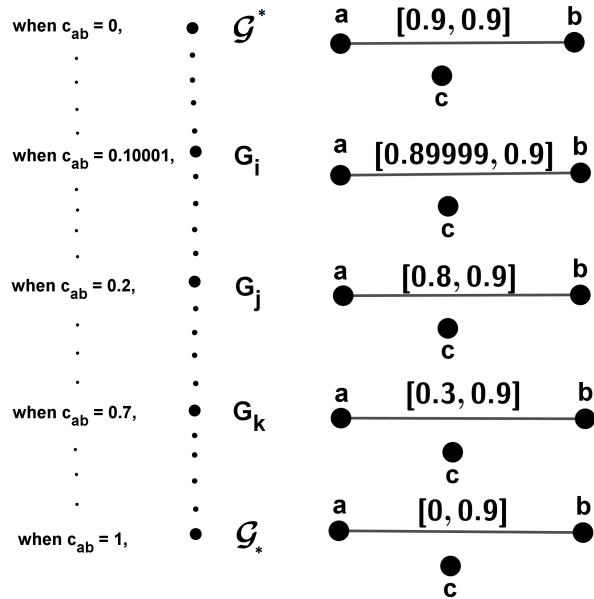 when c_ab = 0, 𝒢^* a [0.9, 0.9] b
c
when c_ab = 0.10001, G_i a [0.89999, 0.9] b
c
when c_ab = 0.2, G_j a [0.8, 0.9] b
c
when c_ab = 0.7, G_k a [0.3, 0.9] b
c
when c_ab = 1, 𝒢_* a [0, 0.9] b
c